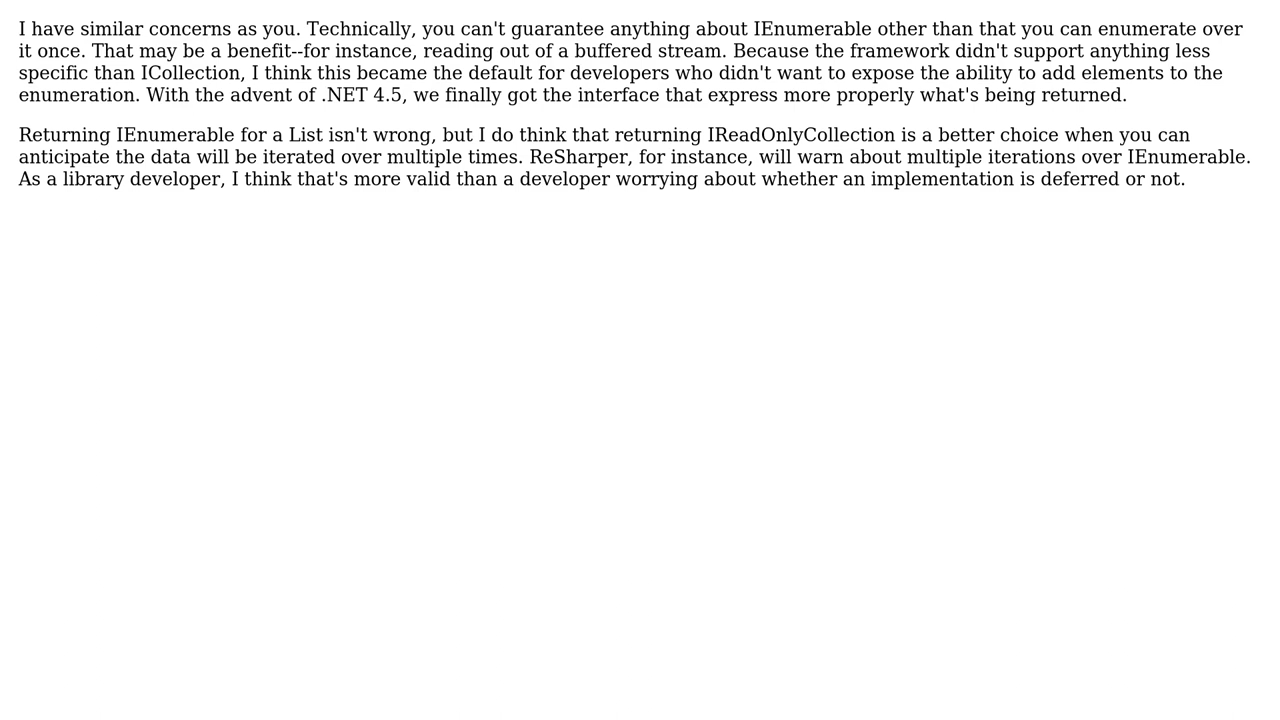 I have similar concerns as you. Technically, you can't guarantee anything about IEnumerable other than that you can enumerate over
it once. That may be a benefit--for instance, reading out of a buffered stream. Because the framework didn't support anything less
specific than ICollection, I think this became the default for developers who didn't want to expose the ability to add elements to the
enumeration. With the advent of .NET 4.5, we finally got the interface that express more properly what's being returned.
Returning IEnumerable for a List isn't wrong, but I do think that returning IReadOnlyCollection is a better choice when you can
anticipate the data will be iterated over multiple times. ReSharper, for instance, will warn about multiple iterations over IEnumerable.
As a library developer, I think that's more valid than a developer worrying about whether an implementation is deferred or not.